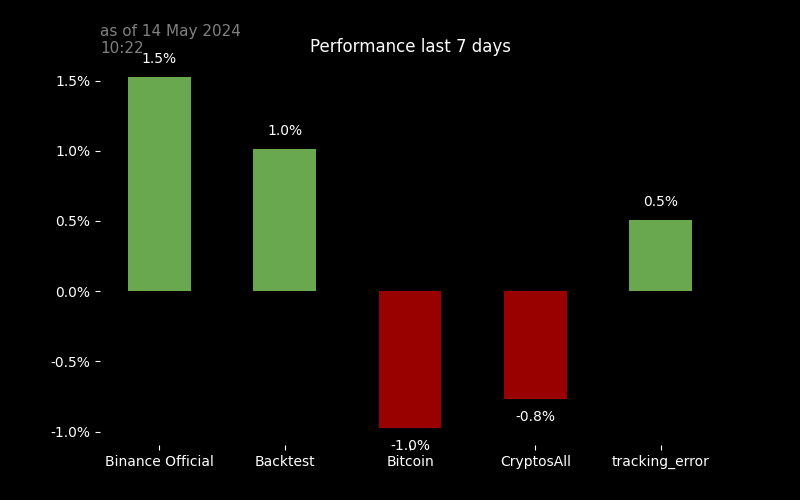 as of 14 May 2024
10:22
Performance last 7 days
1.5%
1.0%
0.5%
0.0%
-0.5%
-1.0%
1.5%
1.0%
-1.0%
-0.8%
0.5%
Binance Official
Backtest
Bitcoin
CryptosAll
tracking_error